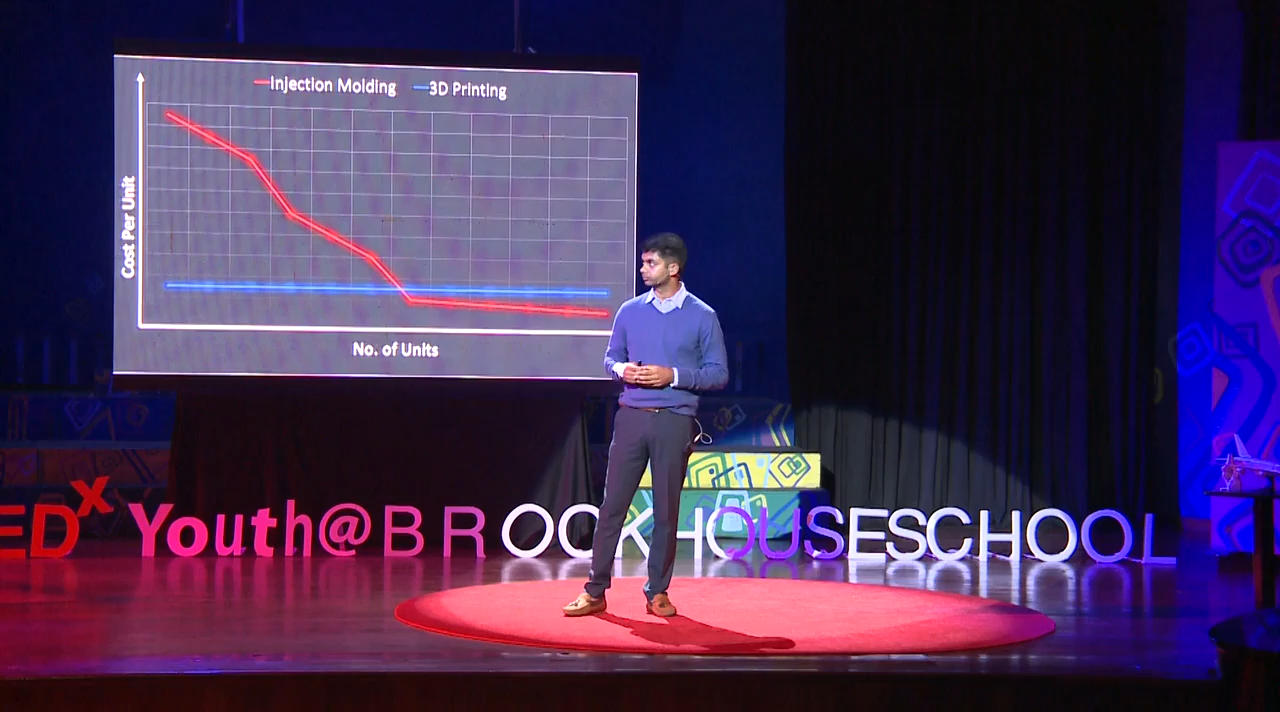 Injection Molding 3D Printing
Cost Per Unit
No. of Units
EDx Youth@BROOKHOUSESCHOOL